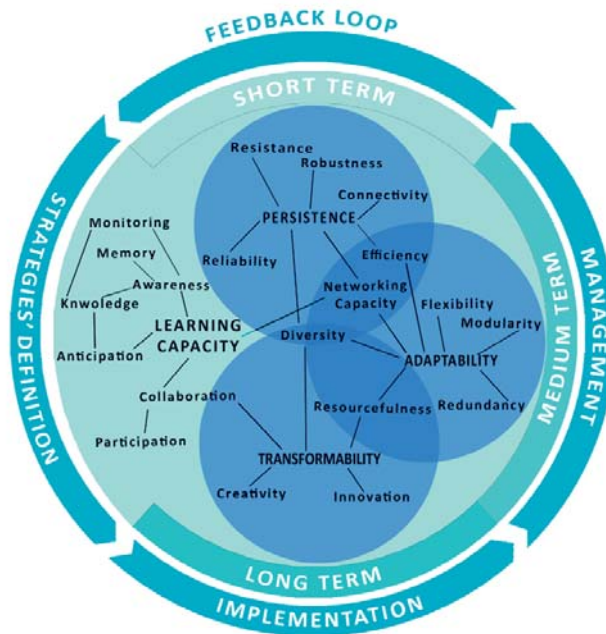 FEEDBACK LOOP
SHORT TERM
Resistance
Robustness
Connectivity
PERSISTENCE
Reliability
Efficiency
Monitoring
Memory
Awareness
Knwoledge
Anticipation
LEARNING
CAPACITY
Networking
Capacity
Diversity
Flexibility
Modularity
ADAPTABILITY
Redundancy
Collaboration
Participation
Resourcefulness
TRANSFORMABILITY
Creativity
Innovation
STRATEGIES' DEFINITION
MEDIUM TERM
MANAGEMENT
LONG TERM
IMPLEMENTATION